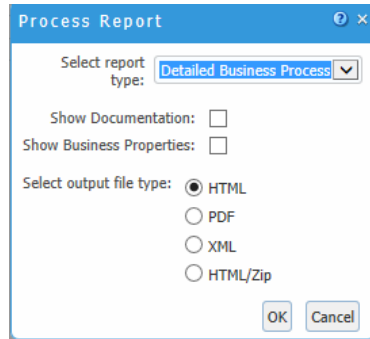 Process Report
Select report
type:
Detailed Business Process
Show Documentation:
Show Business Properties:
Select output file type:
HTML
PDF
XML
HTML/Zip
OK
Cancel